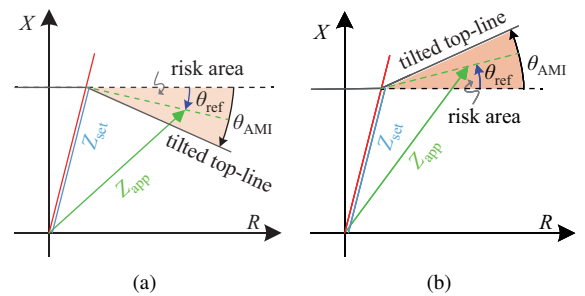 X
risk area
θref
θAMI
Zset
Zapp
tilted top-line
R
(a)
X
tilted top-line
θref
θAMI
risk area
Zset
Zapp
R
(b)